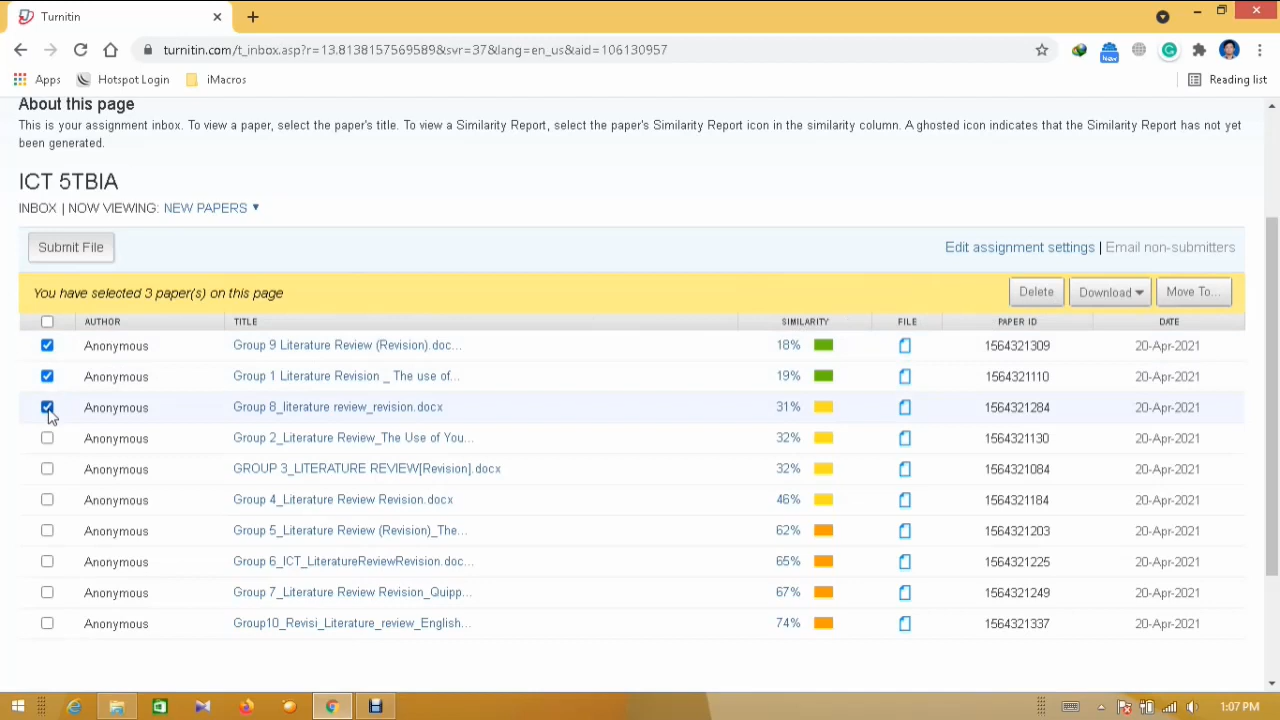 Turnitin
turnitin.com/t_inbox.asp?r=13.8138157569589&svr=37&lang=en_us&aid=106130957
New
Apps Hotspot Login iMacros Reading list
About this page
This is your assignment inbox. To view a paper, select the paper's title. To view a Similarity Report, select the paper's Similarity Report icon in the similarity column. A ghosted icon indicates that the Similarity Report has not yet
been generated.
ICT 5TBIA
INBOX | NOW VIEWING: NEW PAPERS ▼
Submit File Edit assignment settings | Email non-submitters
You have selected 3 paper(s) on this page Delete Download Move To...
AUTHOR TITLE SIMILARITY FILE PAPER ID DATE
Anonymous Group 9 Literature Review (Revision).doc... 18% 1564321309 20-Apr-2021
Anonymous Group 1 Literature Revision _ The use of... 19% 1564321110 20-Apr-2021
Anonymous Group 8_literature review_revision.docx 31% 1564321284 20-Apr-2021
Anonymous Group 2_Literature Review_The Use of You... 32% 1564321130 20-Apr-2021
Anonymous GROUP 3_LITERATURE REVIEW[Revision].docx 32% 1564321084 20-Apr-2021
Anonymous Group 4_Literature Review Revision.docx 46% 1564321184 20-Apr-2021
Anonymous Group 5_Literature Review (Revision)_The... 62% 1564321203 20-Apr-2021
Anonymous Group 6_ICT_LiteratureReviewRevision.doc... 65% 1564321225 20-Apr-2021
Anonymous Group 7_Literature Review Revision_Quipp... 67% 1564321249 20-Apr-2021
Anonymous Group10_Revisi_Literature_review_English... 74% 1564321337 20-Apr-2021
1:07 PM